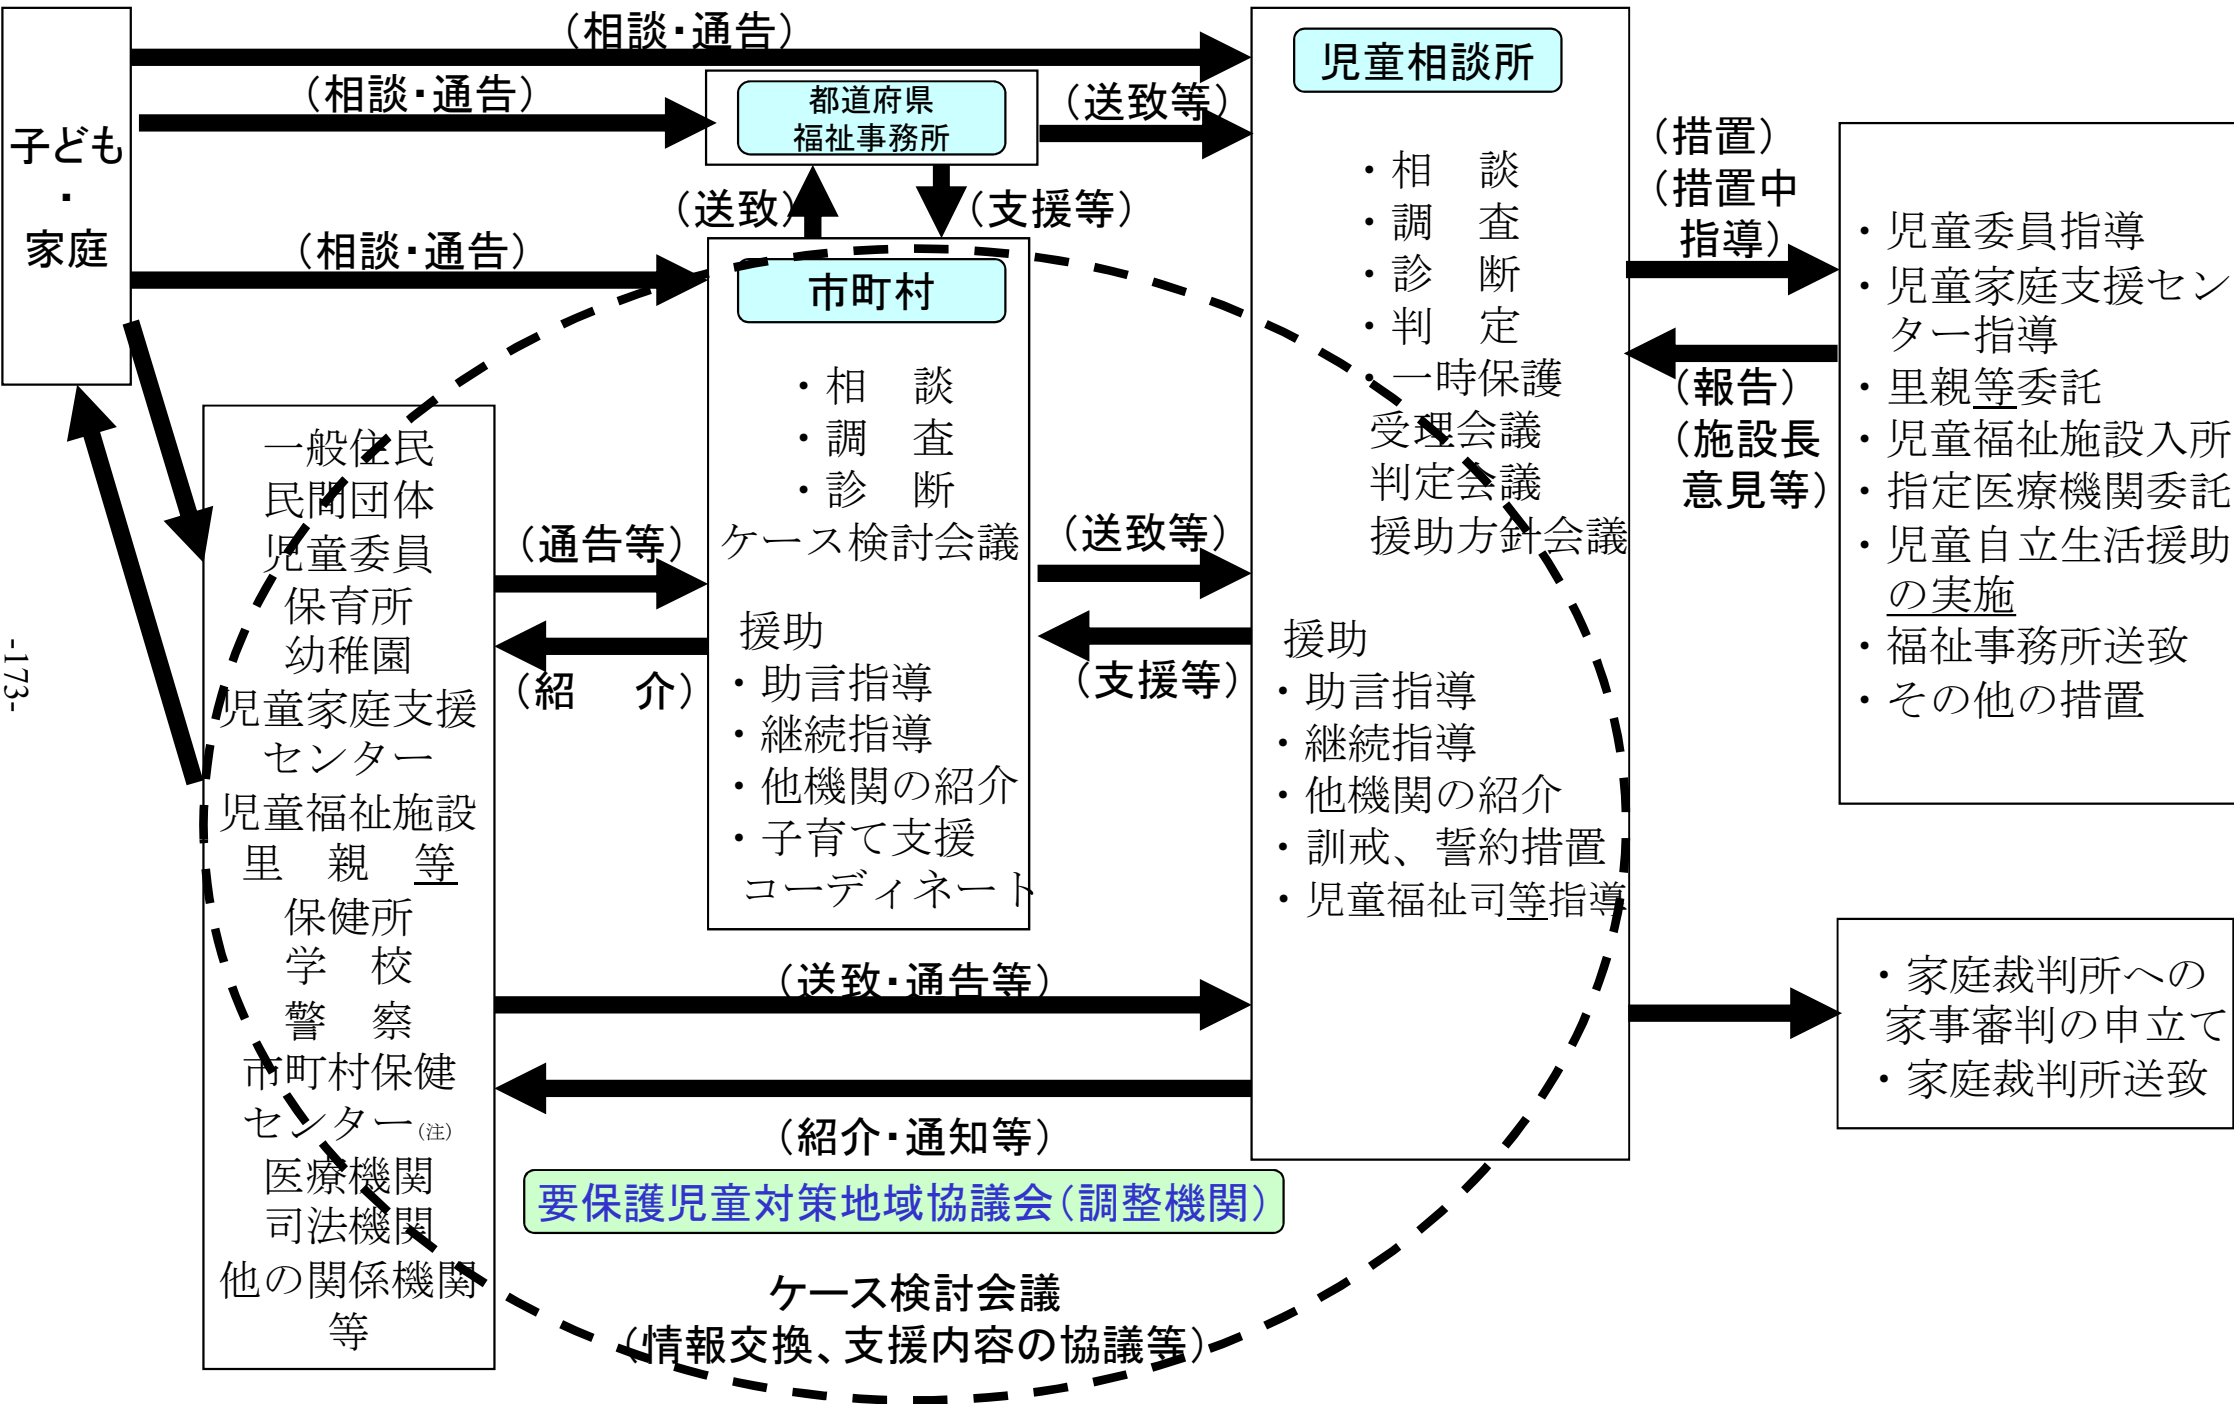 (相談・通告)
(相談・通告)
(相談・通告)
子ども
・
家庭
都道府県
福祉事務所
(送致等)
(送致)
(支援等)
市町村
・相　談
・調　査
・診　断
ケース検討会議
援助
・助言指導
・継続指導
・他機関の紹介
・子育て支援
コーディネート
一般住民
民間団体
児童委員
保育所
幼稚園
児童家庭支援
センター
児童福祉施設
里　親　等
保健所
学　校
警　察
市町村保健
センター(注)
医療機関
司法機関
他の関係機関
等
(通告等)
(紹　介)
(送致等)
(支援等)
(送致・通告等)
(紹介・通知等)
児童相談所
・相　談
・調　査
・診　断
・判　定
・一時保護
受理会議
判定会議
援助方針会議
援助
・助言指導
・継続指導
・他機関の紹介
・訓戒、誓約措置
・児童福祉司等指導
(措置)
(措置中
指導)
(報告)
(施設長
意見等)
・児童委員指導
・児童家庭支援セン
ター指導
・里親等委託
・児童福祉施設入所
・指定医療機関委託
・児童自立生活援助
の実施
・福祉事務所送致
・その他の措置
・家庭裁判所への
家事審判の申立て
・家庭裁判所送致
要保護児童対策地域協議会(調整機関)
ケース検討会議
(情報交換、支援内容の協議等)
-173-